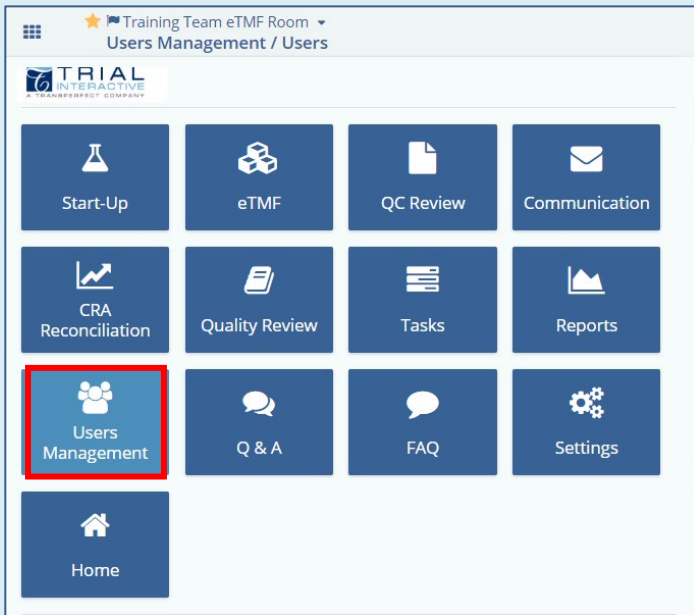 Training Team eTMF Room
Users Management / Users
TRIAL
INTERACTIVE
A TRANSPERFECT COMPANY
Start-Up
eTMF
QC Review
Communication
CRA
Reconciliation
Quality Review
Tasks
Reports
Users
Management
Q & A
FAQ
Settings
Home